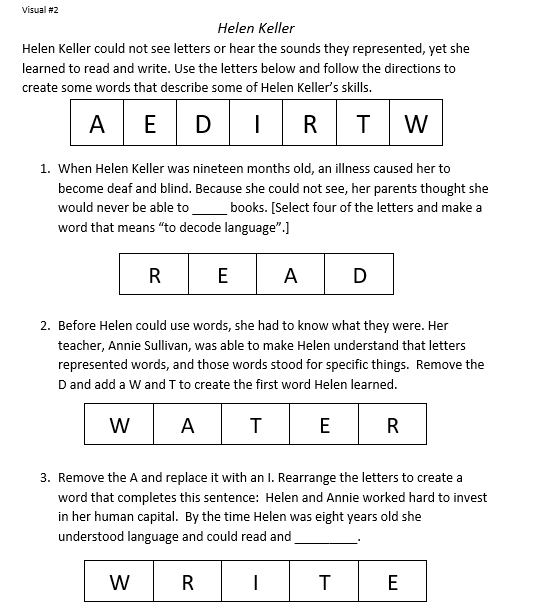 Visual #2
Helen Keller
Helen Keller could not see letters or hear the sounds they represented, yet she
learned to read and write. Use the letters below and follow the directions to
create some words that describe some of Helen Keller's skills.
A E D I R T W
1. When Helen Keller was nineteen months old, an illness caused her to
become deaf and blind. Because she could not see, her parents thought she
would never be able to _____ books. [Select four of the letters and make a
word that means "to decode language".]
R E A D
2. Before Helen could use words, she had to know what they were. Her
teacher, Annie Sullivan, was able to make Helen understand that letters
represented words, and those words stood for specific things. Remove the
D and add a W and T to create the first word Helen learned.
W A T E R
3. Remove the A and replace it with an I. Rearrange the letters to create a
word that completes this sentence: Helen and Annie worked hard to invest
in her human capital. By the time Helen was eight years old she
understood language and could read and _________.
W R I T E